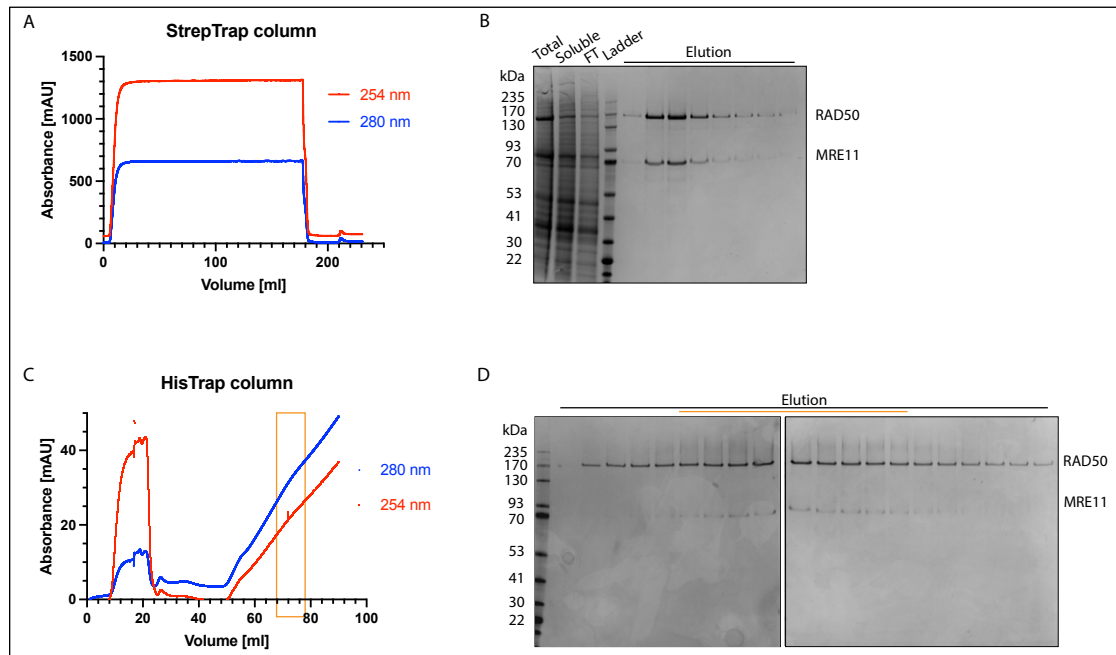 A
StrepTrap column
1500
1000
500
0
Absorbance [mAU]
0
100
200
Volume [ml]
254 nm
280 nm
B
Total
Soluble
FT
Ladder
Elution
kDa
235
170
130
93
70
53
41
30
22
RAD50
MRE11
C
HisTrap column
40
20
0
Absorbance [mAU]
0
20
40
60
80
100
Volume [ml]
280 nm
254 nm
D
Elution
kDa
235
170
130
93
70
53
41
30
22
RAD50
MRE11